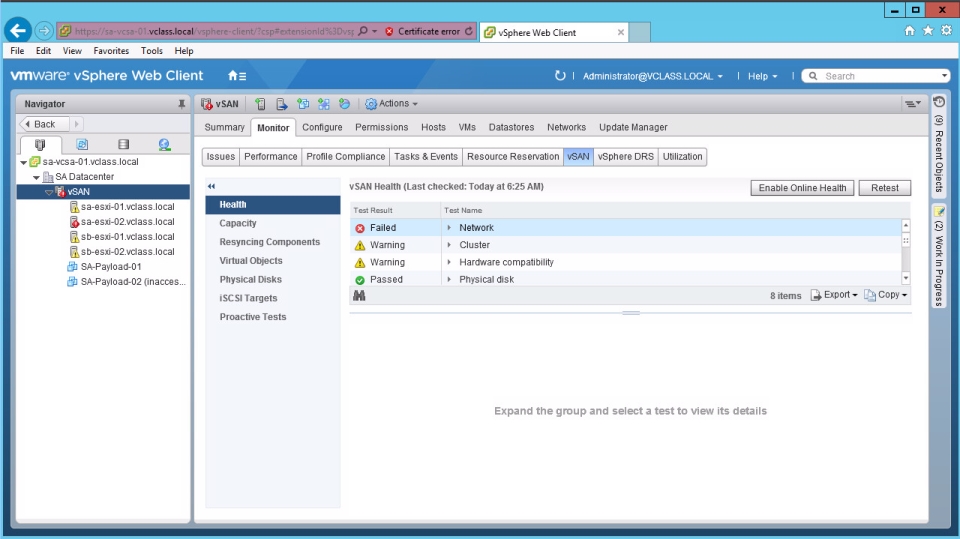 https://sa-vcsa-01.vclass.local/vsphere-client/?csp#extensionId%3Dvsp
Certificate error
vSphere Web Client
File Edit View Favorites Tools Help
vmware® vSphere Web Client
Administrator@VCLASS.LOCAL
Help
Search
Navigator
Back
sa-vcsa-01.vclass.local
SA Datacenter
vSAN
sa-esxi-01.vclass.local
sa-esxi-02.vclass.local
sb-esxi-01.vclass.local
sb-esxi-02.vclass.local
SA-Payload-01
SA-Payload-02 (inacces...
vSAN
Actions
Summary Monitor Configure Permissions Hosts VMs Datastores Networks Update Manager
Issues Performance Profile Compliance Tasks & Events Resource Reservation vSAN vSphere DRS Utilization
Health
Capacity
Resyncing Components
Virtual Objects
Physical Disks
iSCSI Targets
Proactive Tests
vSAN Health (Last checked: Today at 6:25 AM)
Enable Online Health
Retest
Test Result Test Name
Failed Network
Warning Cluster
Warning Hardware compatibility
Passed Physical disk
8 items Export Copy
Expand the group and select a test to view its details
(9) Recent Objects
(2) Work In Progress